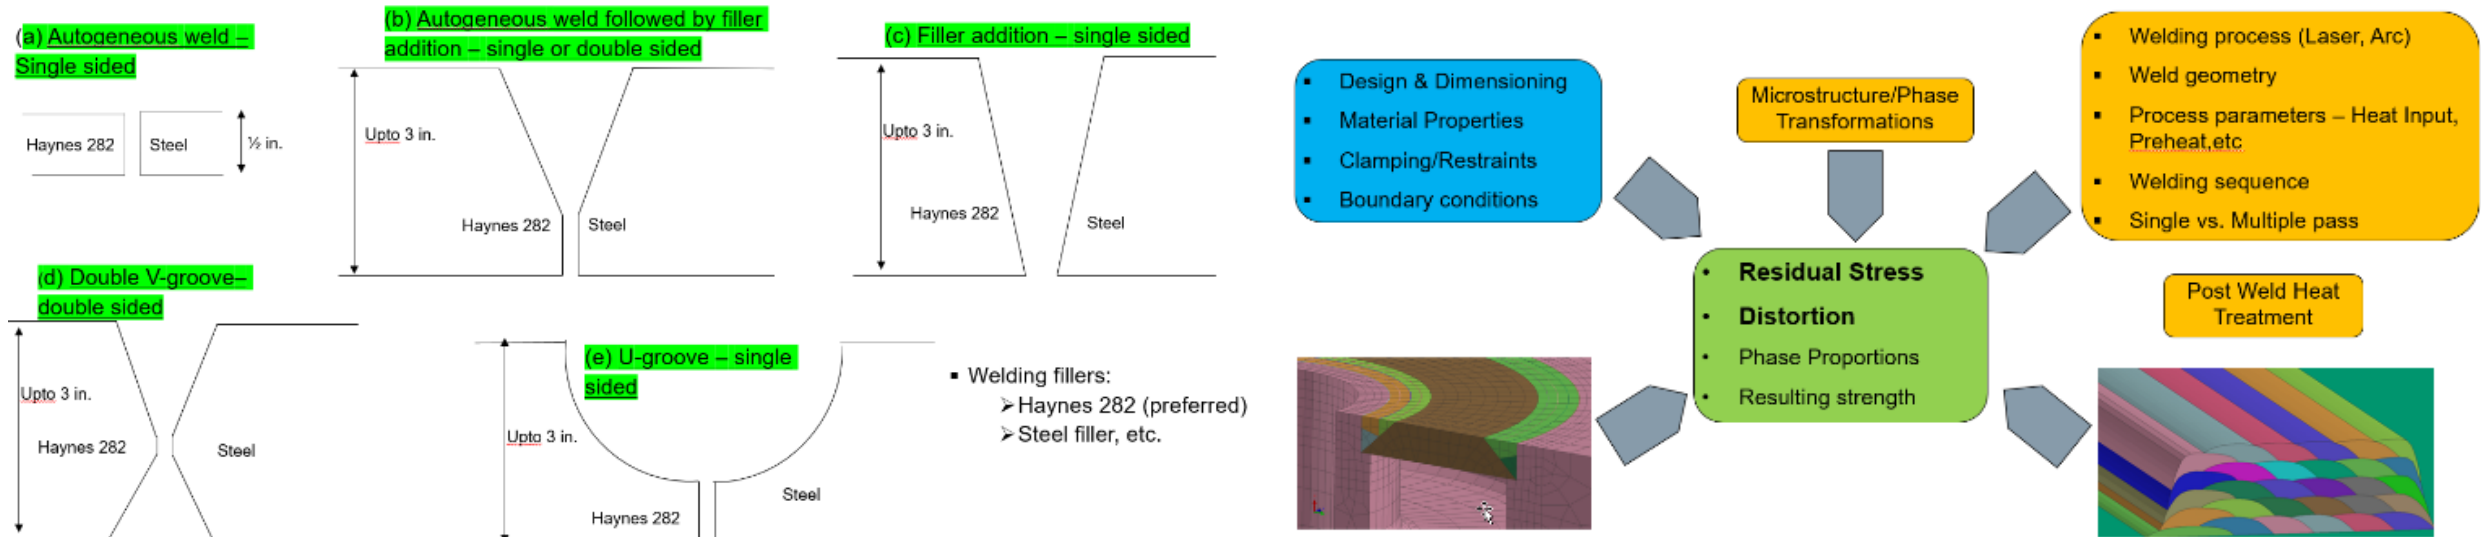 (a) Autogeneous weld –
Single sided
Haynes 282
Steel
½ in.
(b) Autogeneous weld followed by filler
addition – single or double sided
Upto 3 in.
Haynes 282
Steel
(c) Filler addition – single sided
Upto 3 in.
Haynes 282
Steel
(d) Double V-groove–
double sided
Upto 3 in.
Haynes 282
Steel
(e) U-groove – single
sided
Upto 3 in.
Haynes 282
Steel
▪ Welding fillers:
➢Haynes 282 (preferred)
➢Steel filler, etc.
▪ Design & Dimensioning
▪ Material Properties
▪ Clamping/Restraints
▪ Boundary conditions
Microstructure/Phase
Transformations
▪ Welding process (Laser, Arc)
▪ Weld geometry
▪ Process parameters – Heat Input,
Preheat,etc
▪ Welding sequence
▪ Single vs. Multiple pass
• Residual Stress
• Distortion
• Phase Proportions
• Resulting strength
Post Weld Heat
Treatment